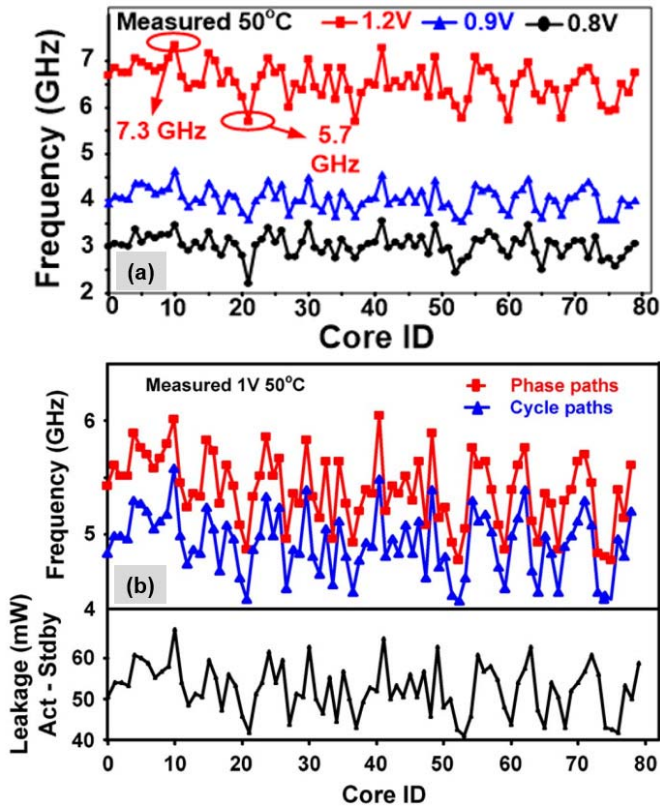 Measured 50°C 1.2V 0.9V 0.8V
Frequency (GHz)
7
6
5
4
3
2
7.3 GHz
5.7
GHz
(a)
0 10 20 30 40 50 60 70 80
Core ID
Measured 1V 50°C
Phase paths
Cycle paths
Frequency (GHz)
6
5
4
(b)
Leakage (mW)
Act - Stdby
60
50
40
0 10 20 30 40 50 60 70 80
Core ID